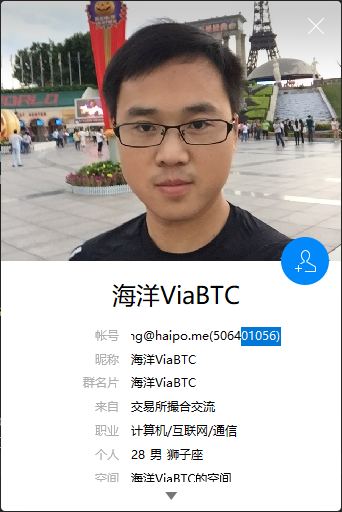 海洋ViaBTC
帐号 ng@haipo.me(506401056)
昵称 海洋ViaBTC
群名片 海洋ViaBTC
来自 交易所撮合交流
职业 计算机/互联网/通信
个人 28 男 狮子座
空间 海洋ViaBTC的空间